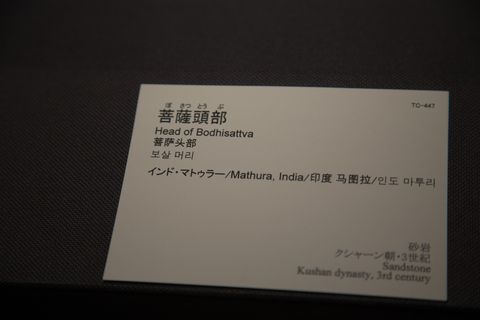 TC-447
ぼ さつ とう ぶ
菩薩頭部
Head of Bodhisattva
菩萨头部
보살 머리
インド・マトゥラー/Mathura, India/印度 马图拉/인도 마투리
砂岩
クシャーン朝・3世紀
Sandstone
Kushan dynasty, 3rd century